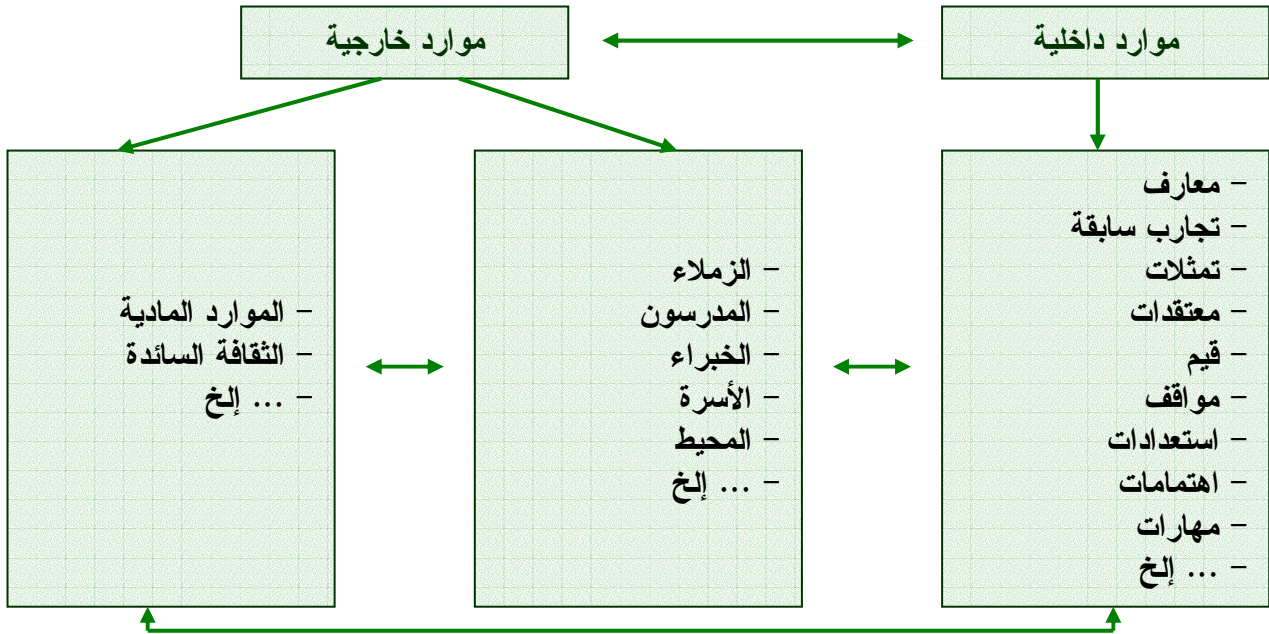 موارد داخلية
موارد خارجية
- معارف
- تجارب سابقة
- تمثلات
- معتقدات
- قيم
- مواقف
- استعدادات
- اهتمامات
- مهارات
- ... إلخ
- الزملاء
- المدرسون
- الخبراء
- الأسرة
- المحيط
- ... إلخ
- الموارد المادية
- الثقافة السائدة
- ... إلخ